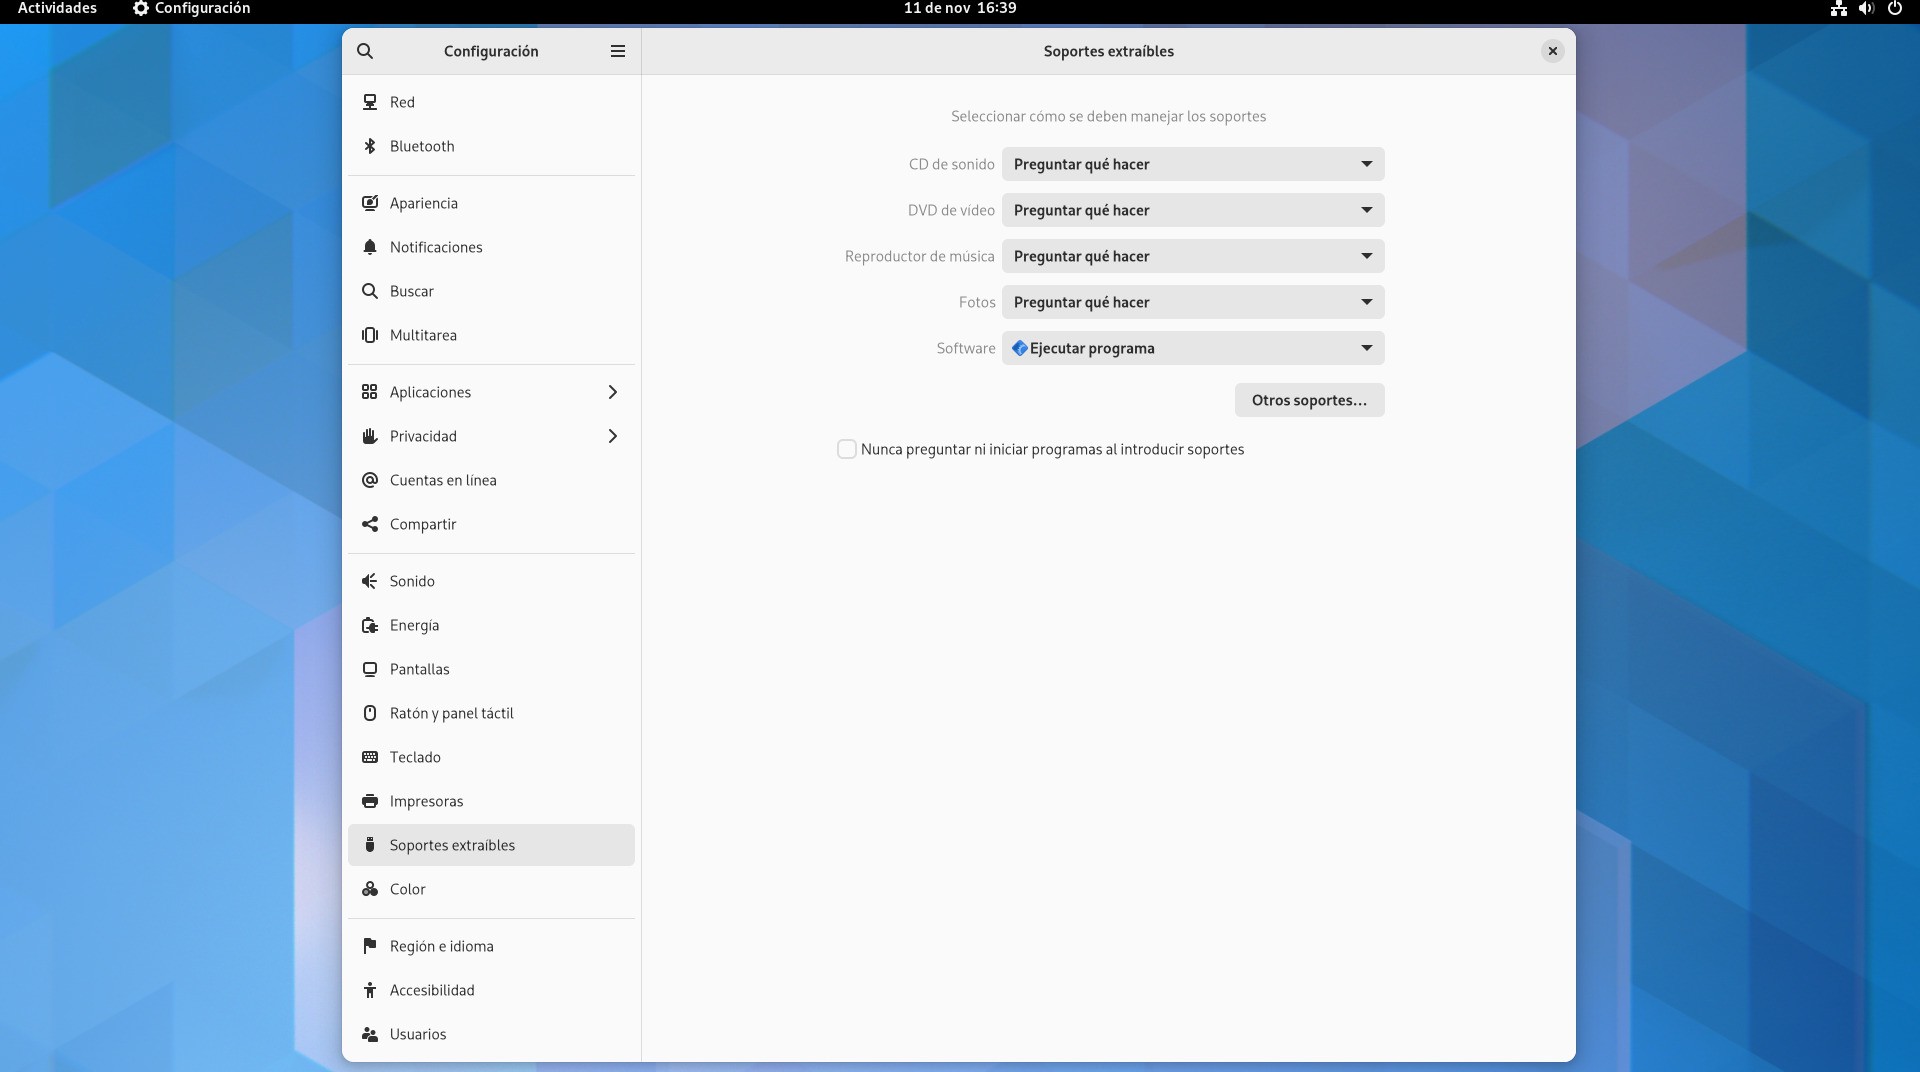 Actividades
Configuración
11 de nov 16:39
Configuración
Soportes extraíbles
Red
Bluetooth
Apariencia
Notificaciones
Buscar
Multitarea
Aplicaciones
Privacidad
Cuentas en línea
Compartir
Sonido
Energía
Pantallas
Ratón y panel táctil
Teclado
Impresoras
Soportes extraíbles
Color
Región e idioma
Accesibilidad
Usuarios
Seleccionar cómo se deben manejar los soportes
CD de sonido Preguntar qué hacer
DVD de vídeo Preguntar qué hacer
Reproductor de música Preguntar qué hacer
Fotos Preguntar qué hacer
Software Ejecutar programa
Otros soportes…
Nunca preguntar ni iniciar programas al introducir soportes